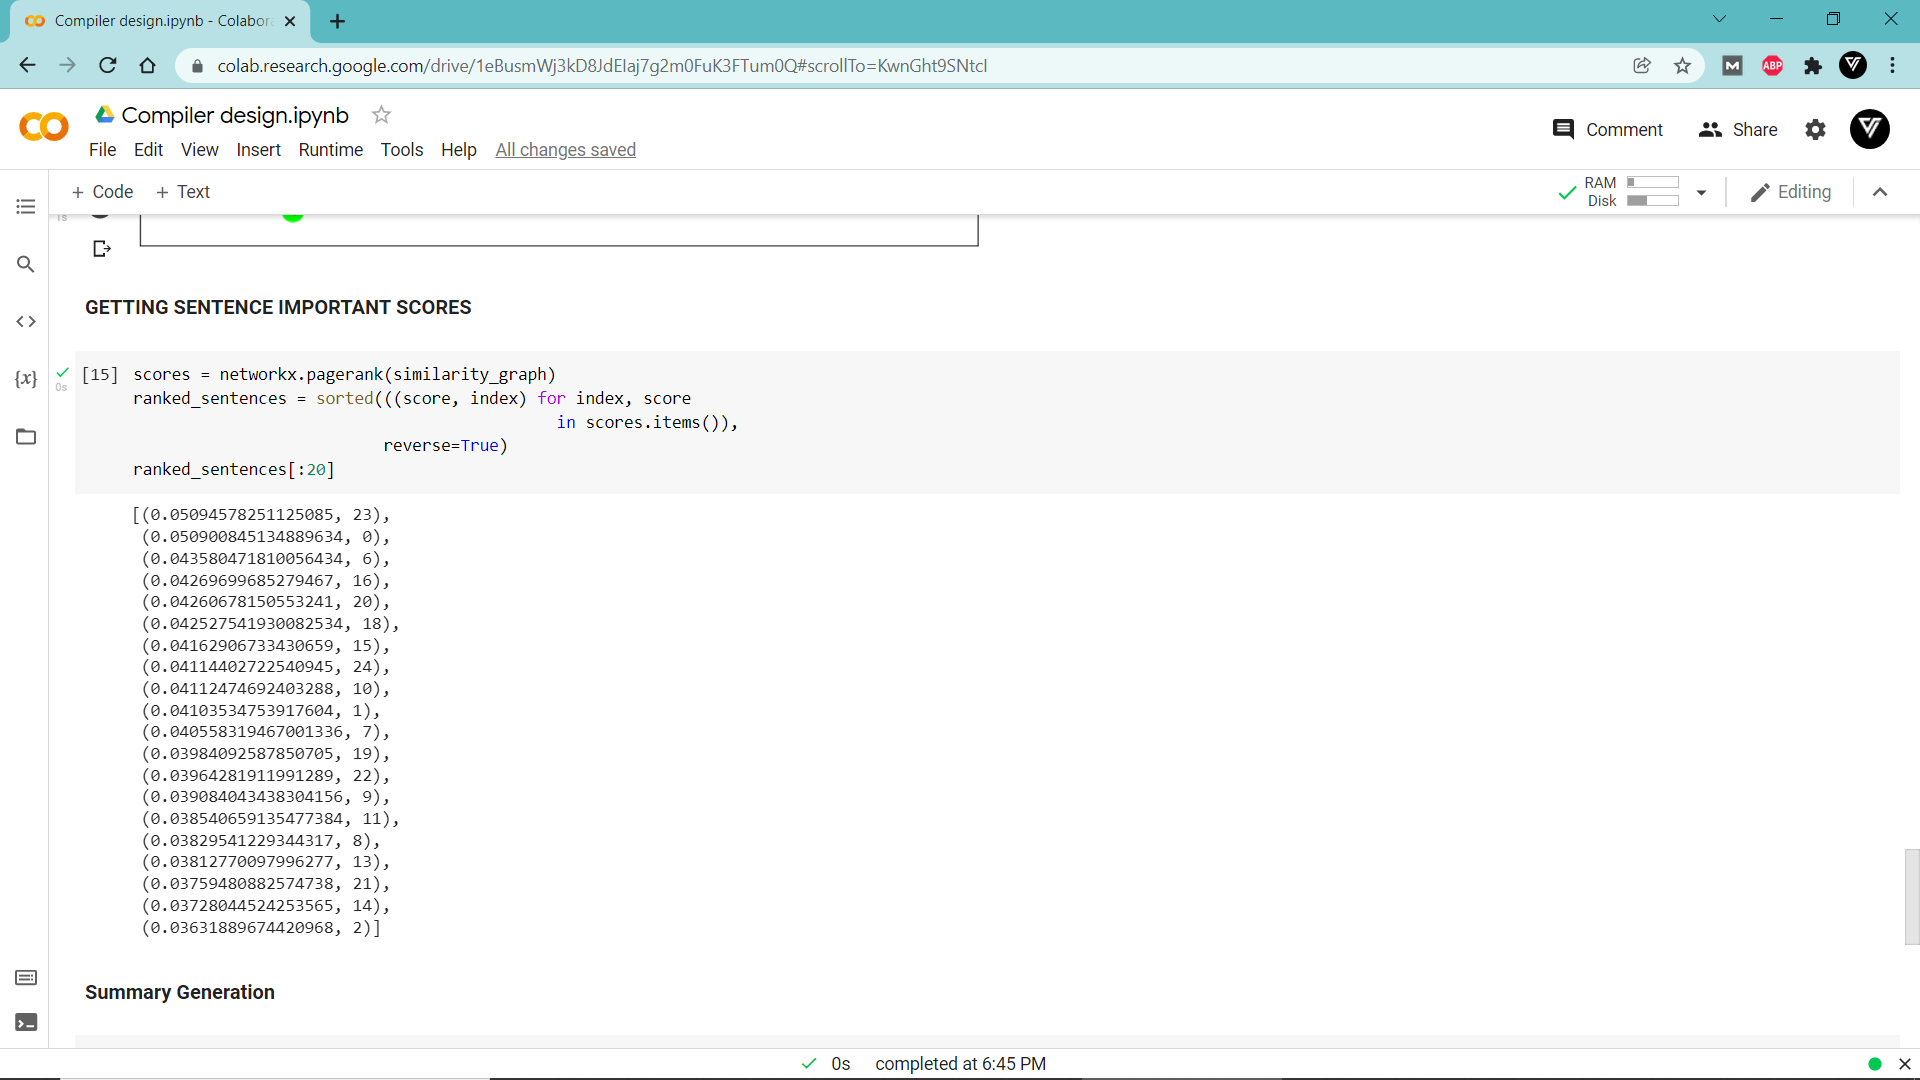 Compiler design.ipynb - Colabora
colab.research.google.com/drive/1eBusmWj3kD8JdEIaj7g2m0FuK3FTum0Q#scrollTo=KwnGht9SNtcI
M
ABP
CO
Compiler design.ipynb
Comment
Share
File Edit View Insert Runtime Tools Help All changes saved
+ Code + Text
RAM
Disk
Editing
1s
GETTING SENTENCE IMPORTANT SCORES
{x}
0s
[15] scores = networkx.pagerank(similarity_graph)
ranked_sentences = sorted(((score, index) for index, score
in scores.items()),
reverse=True)
ranked_sentences[:20]
[(0.05094578251125085, 23),
(0.050900845134889634, 0),
(0.043580471810056434, 6),
(0.04269699685279467, 16),
(0.04260678150553241, 20),
(0.042527541930082534, 18),
(0.04162906733430659, 15),
(0.04114402722540945, 24),
(0.04112474692403288, 10),
(0.04103534753917604, 1),
(0.040558319467001336, 7),
(0.03984092587850705, 19),
(0.03964281911991289, 22),
(0.039084043438304156, 9),
(0.038540659135477384, 11),
(0.03829541229344317, 8),
(0.03812770097996277, 13),
(0.03759480882574738, 21),
(0.03728044524253565, 14),
(0.03631889674420968, 2)]
Summary Generation
0s completed at 6:45 PM